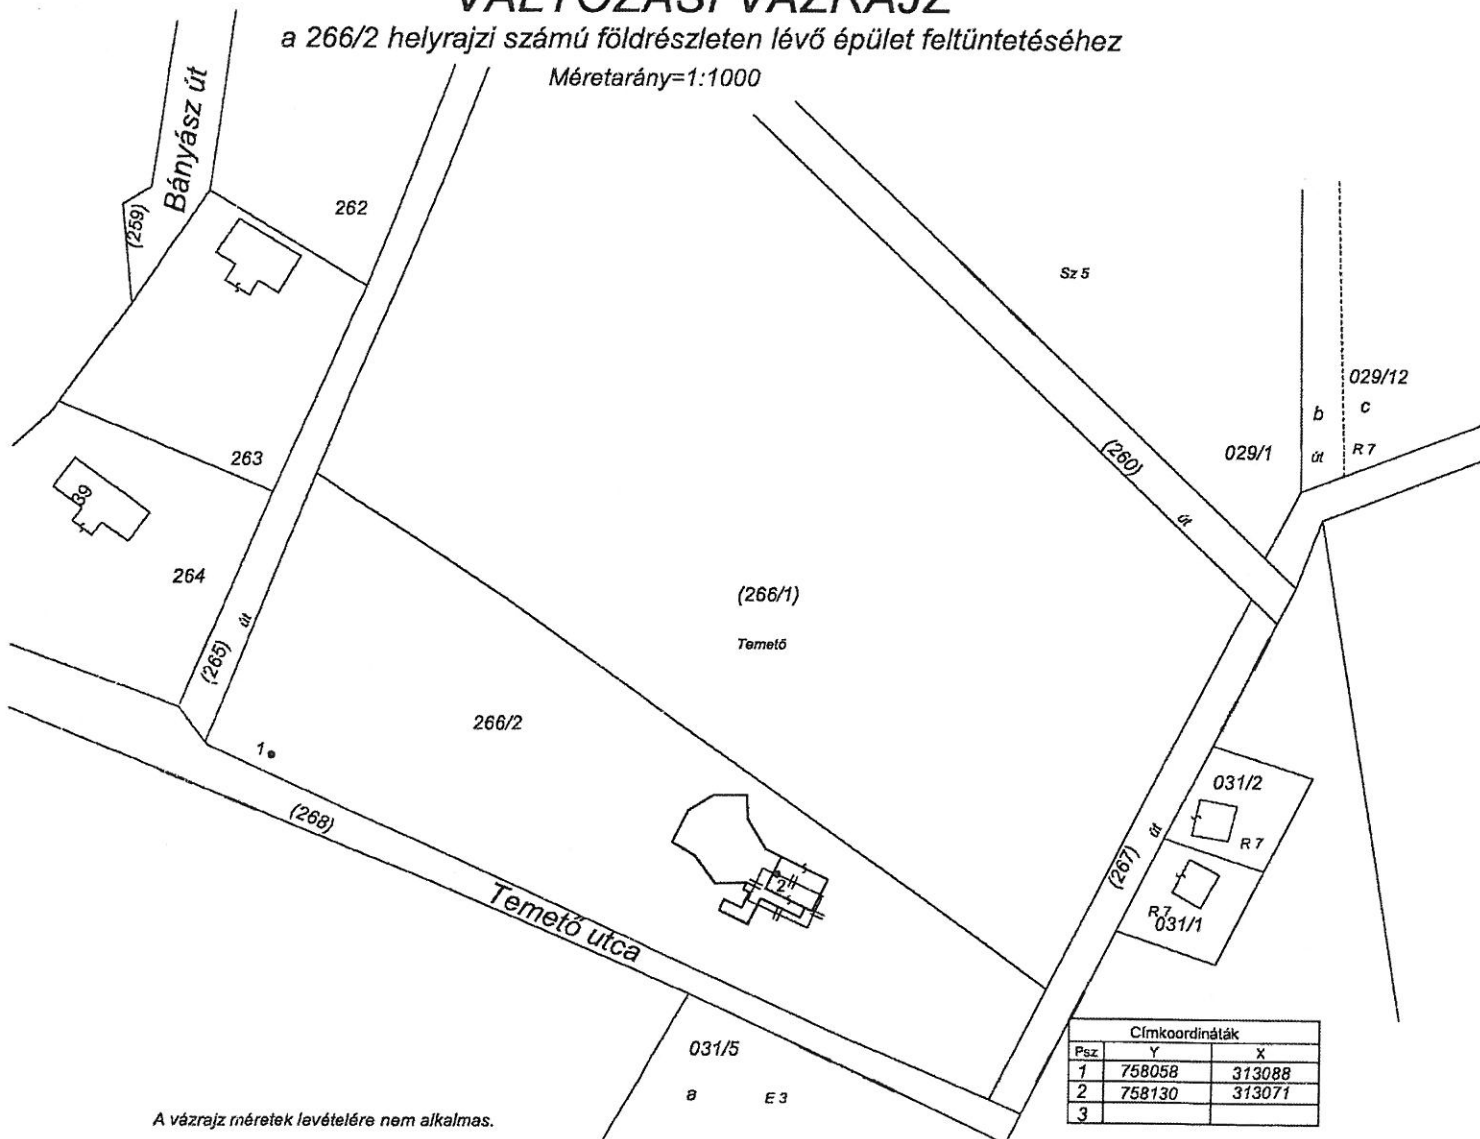 VÁLTOZÁSI VÁZRAJZ
a 266/2 helyrajzi számú földrészleten lévő épület feltüntetéséhez
Méretarány=1:1000
Bányász út
(259)
262
Sz 5
029/12
b
c
029/1
út
R 7
(260)
út
263
39
264
(265)
út
(266/1)
Temető
266/2
1
(268)
Temető utca
2
031/2
R 7
(267)
út
R 7
031/1
031/5
a
E 3
Címkoordináták
Psz Y X
1 758058 313088
2 758130 313071
3
A vázrajz méretek levételére nem alkalmas.